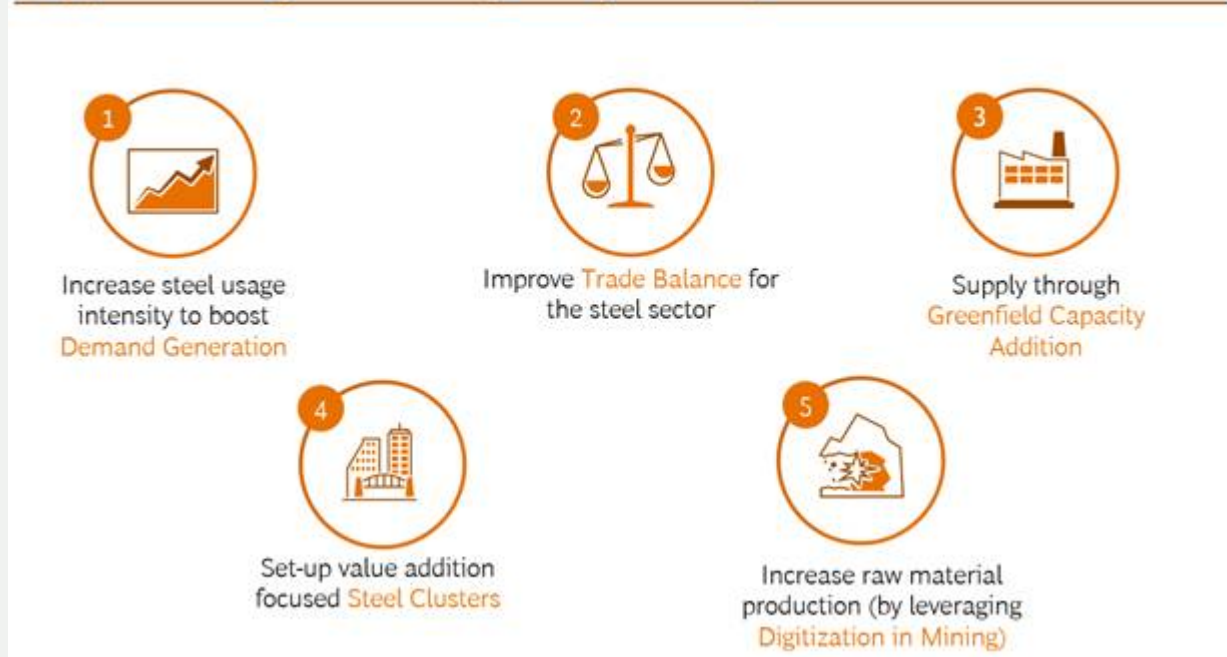 1
Increase steel usage
intensity to boost
Demand Generation
2
Improve Trade Balance for
the steel sector
3
Supply through
Greenfield Capacity
Addition
4
Set-up value addition
focused Steel Clusters
5
Increase raw material
production (by leveraging
Digitization in Mining)